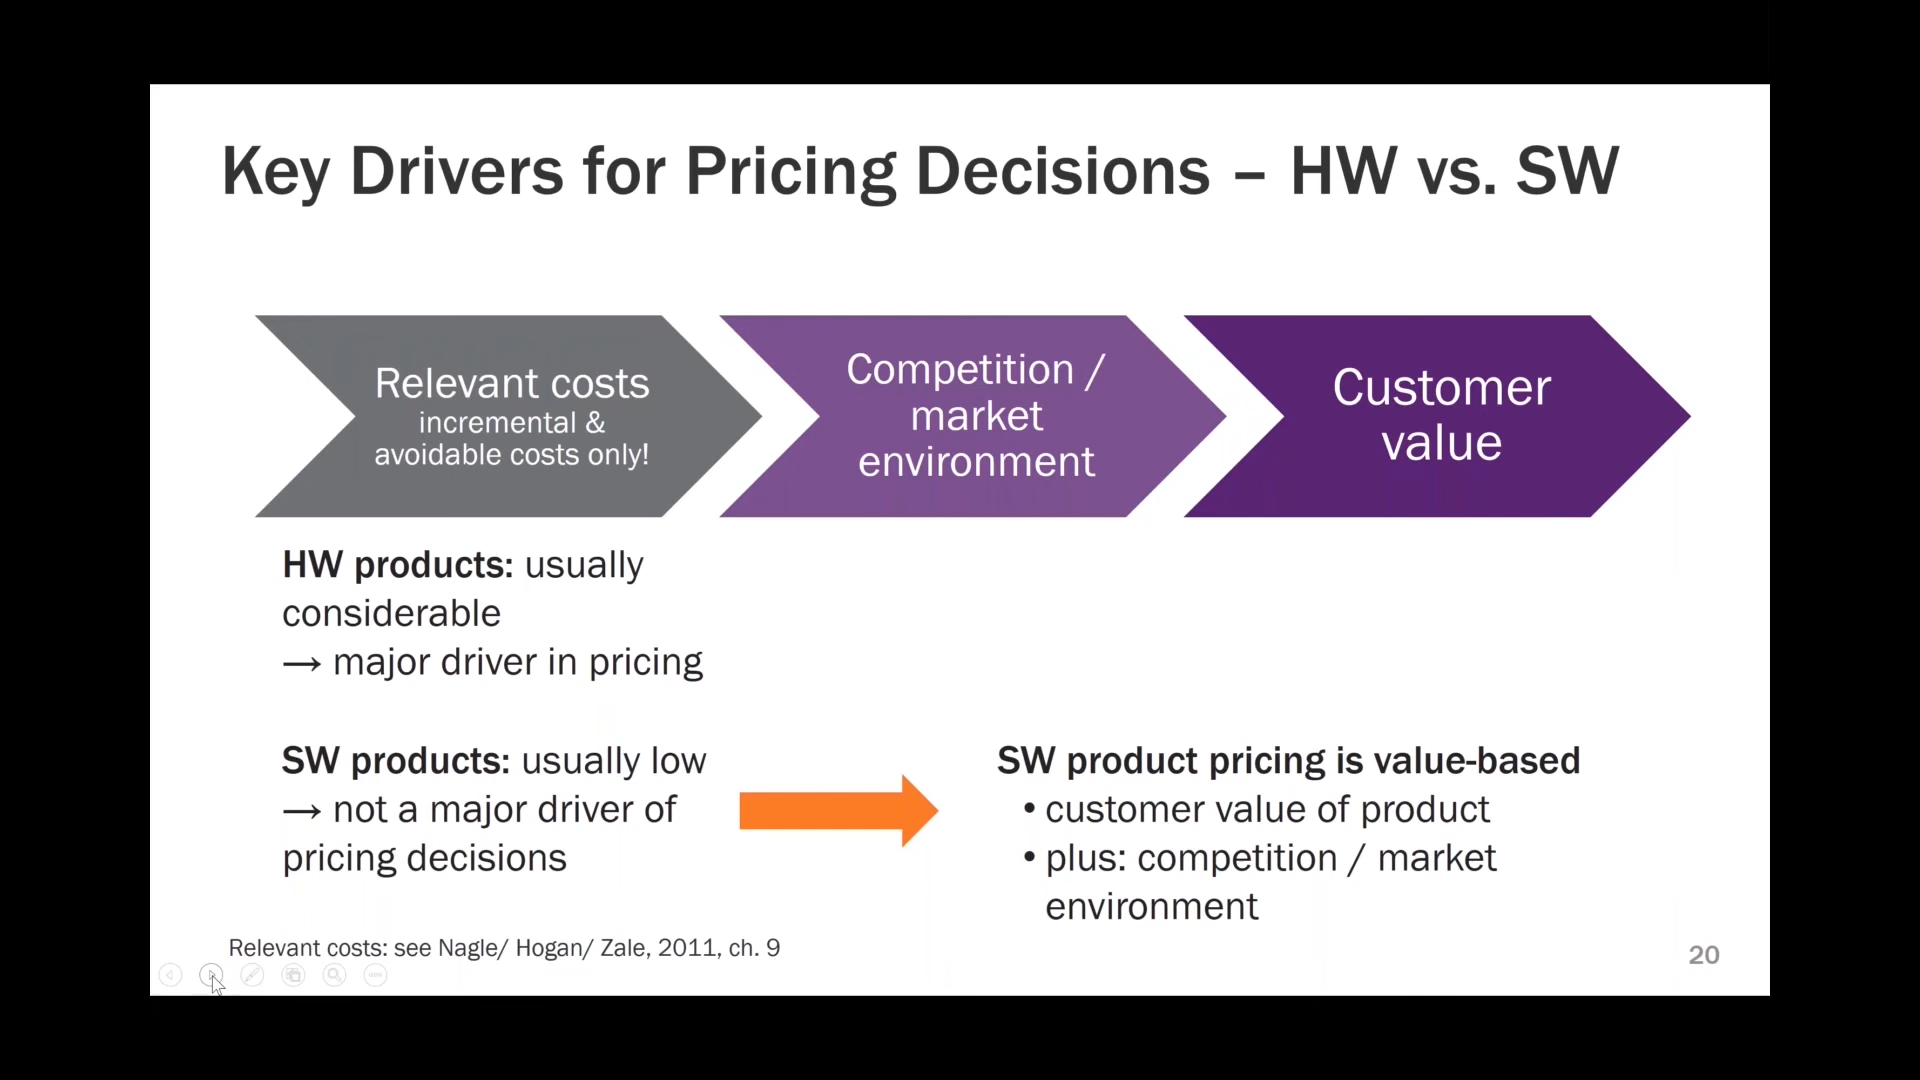 Key Drivers for Pricing Decisions – HW vs. SW
Relevant costs
incremental &
avoidable costs only!
Competition /
market
environment
Customer
value
HW products: usually
considerable
→ major driver in pricing
SW products: usually low
→ not a major driver of
pricing decisions
SW product pricing is value-based
• customer value of product
• plus: competition / market
environment
Relevant costs: see Nagle/ Hogan/ Zale, 2011, ch. 9
20